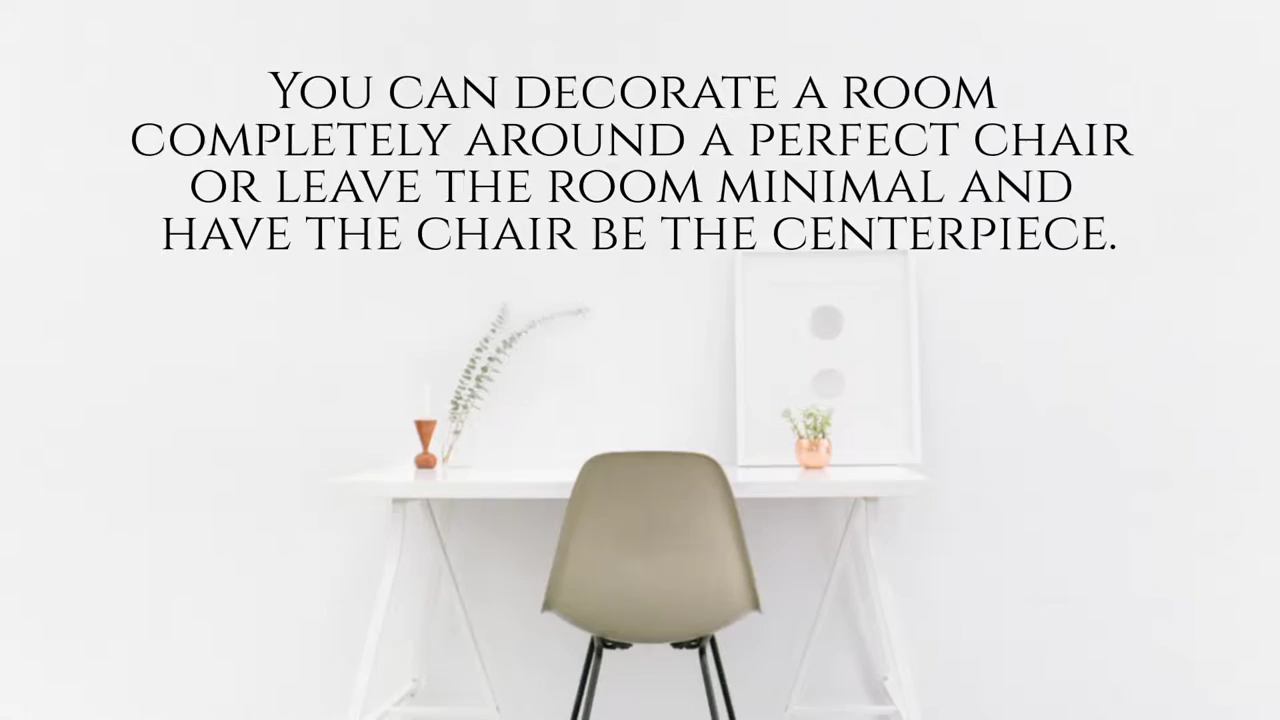 You can decorate a room
completely around a perfect chair
or leave the room minimal and
have the chair be the centerpiece.